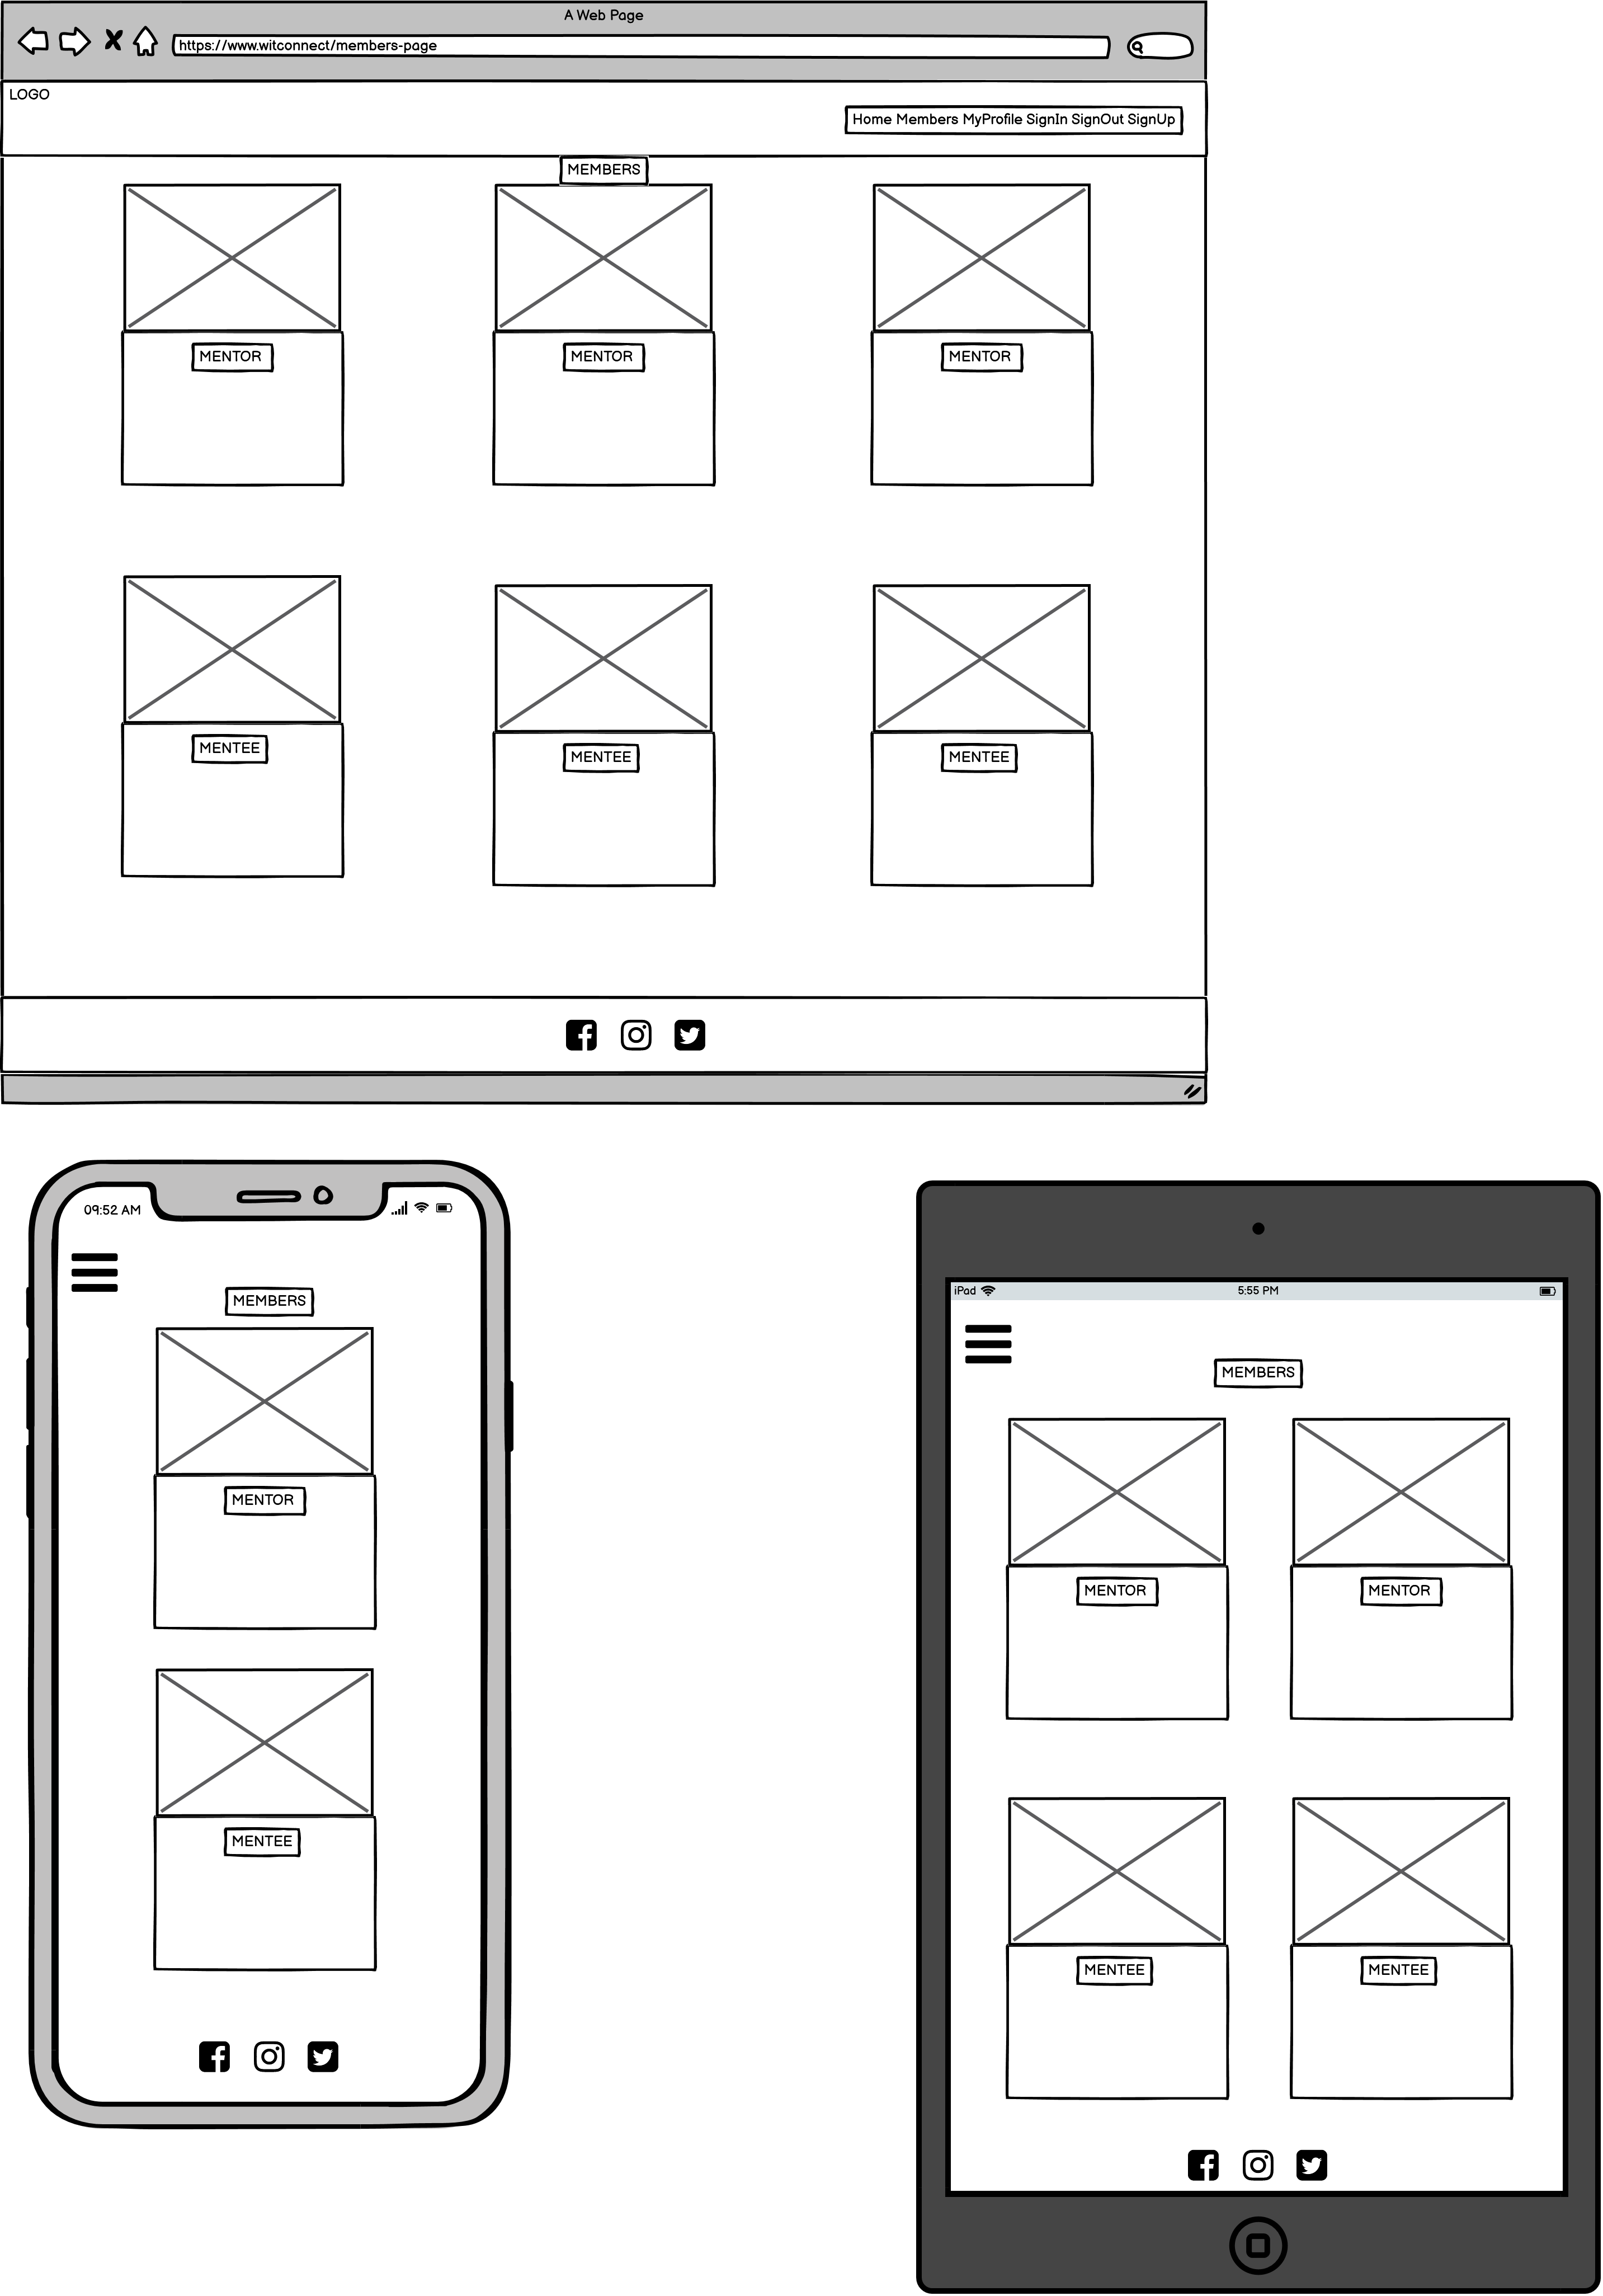 A Web Page
https://www.witconnect/members-page
LOGO
Home Members MyProfile SignIn SignOut SignUp
MEMBERS
MENTOR
MENTOR
MENTOR
MENTEE
MENTEE
MENTEE
09:52 AM
MEMBERS
MENTOR
MENTEE
iPad
5:55 PM
MEMBERS
MENTOR
MENTOR
MENTEE
MENTEE